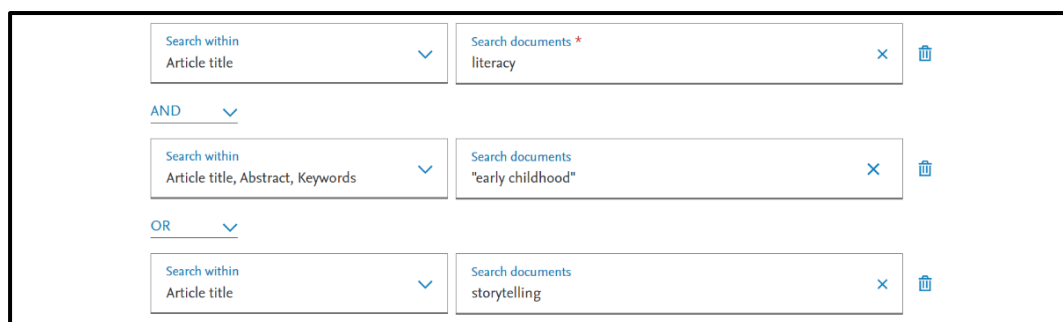 Search within
Article title
Search documents *
literacy
AND
Search within
Article title, Abstract, Keywords
Search documents
"early childhood"
OR
Search within
Article title
Search documents
storytelling